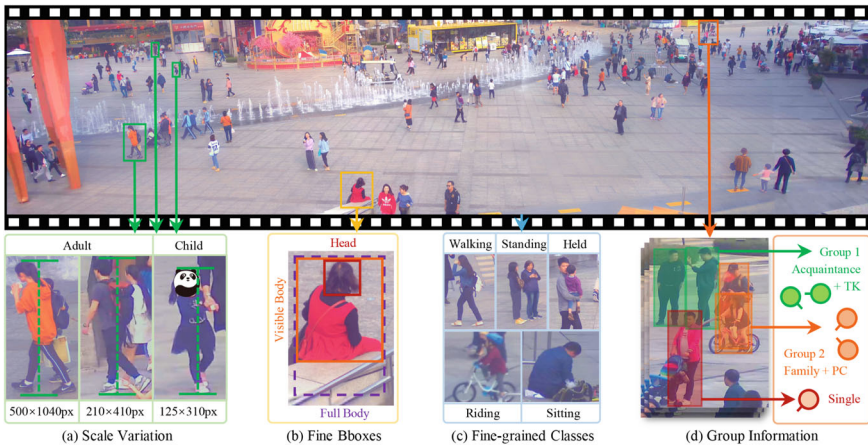 Adult Child
500×1040px 210×410px 125×310px
(a) Scale Variation
Head
Visible Body
Full Body
(b) Fine Bboxes
Walking Standing Held
Riding Sitting
(c) Fine-grained Classes
Group 1
Acquaintance
+ TK
Group 2
Family + PC
Single
(d) Group Information